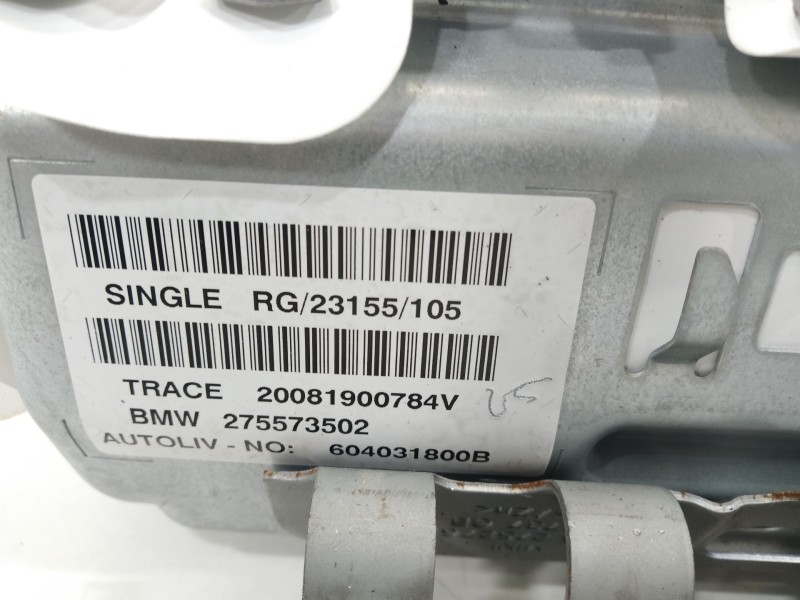 SINGLE RG/23155/105
TRACE 20081900784V
BMW 275573502
AUTOLIV - NO: 604031800B